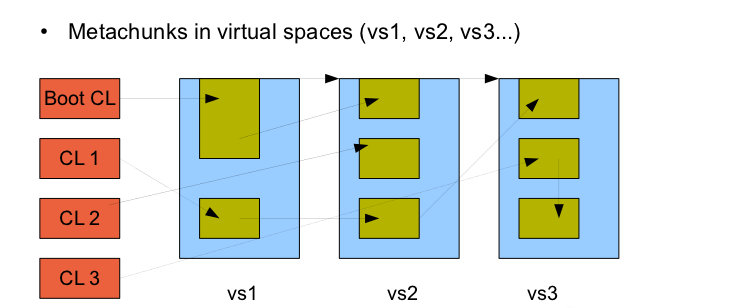 • Metachunks in virtual spaces (vs1, vs2, vs3...)
Boot CL
CL 1
CL 2
CL 3
vs1
vs2
vs3